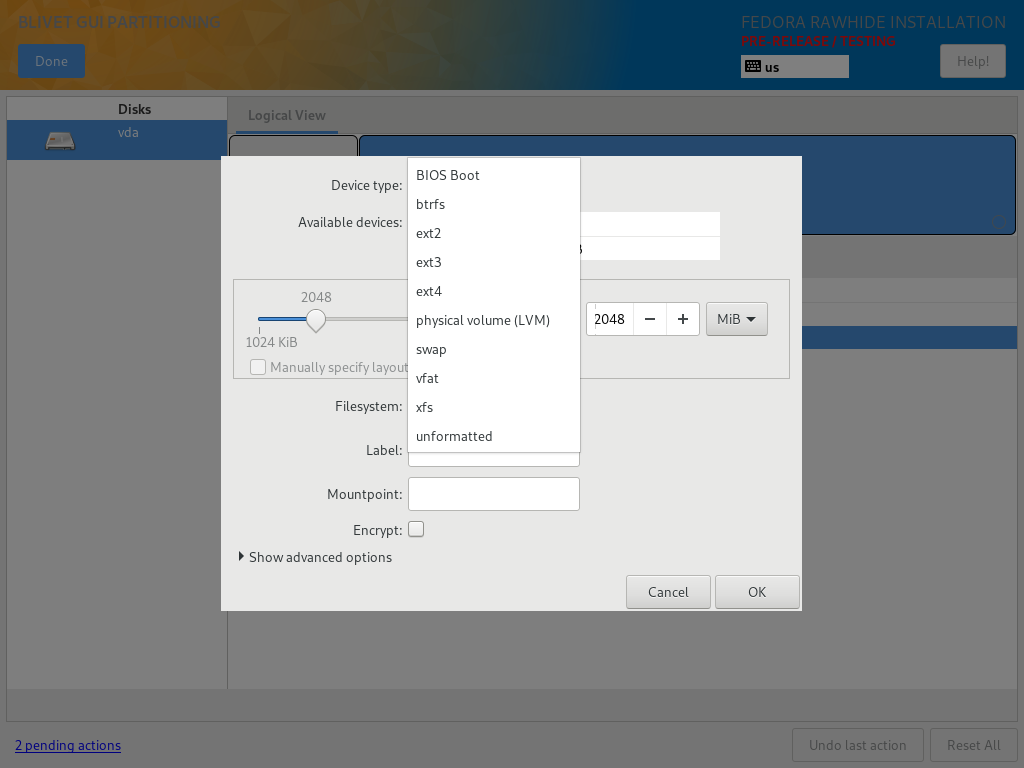 BLIVET GUI PARTITIONING
FEDORA RAWHIDE INSTALLATION
PRE-RELEASE / TESTING
Done
us
Help!
Disks
vda
Logical View
Device type:
Available devices:
BIOS Boot
btrfs
ext2
ext3
ext4
physical volume (LVM)
swap
vfat
xfs
unformatted
2048
1024 KiB
2048
MiB
Manually specify layout
Filesystem:
Label:
Mountpoint:
Encrypt:
Show advanced options
Cancel
OK
2 pending actions
Undo last action
Reset All